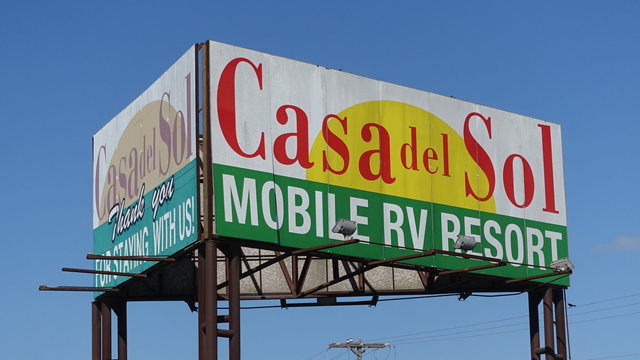 Casa del Sol
Thank you
FOR STAYING WITH US!
Casa del Sol
MOBILE RV RESORT